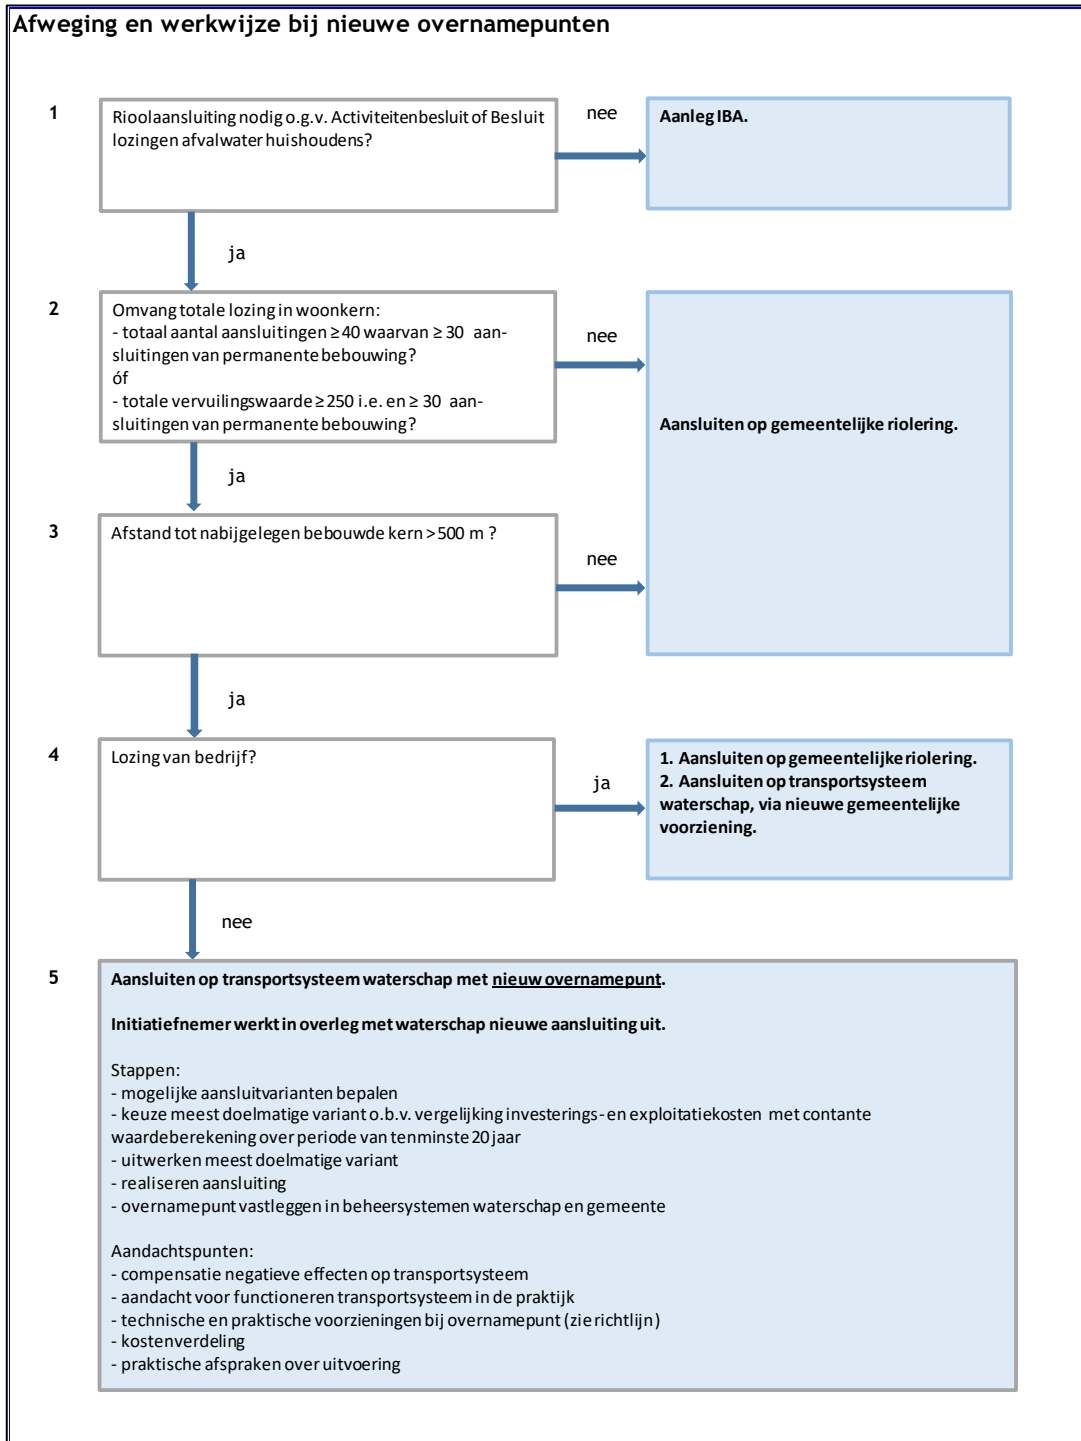 Afweging en werkwijze bij nieuwe overnamepunten
1
Rioolaansluiting nodig o.g.v. Activiteitenbesluit of Besluit
lozingen afvalwater huishoudens?
nee
Aanleg IBA.
ja
2
Omvang totale lozing in woonkern:
- totaal aantal aansluitingen ≥ 40 waarvan ≥ 30 aan-
sluitingen van permanente bebouwing?
óf
- totale vervuilingswaarde ≥ 250 i.e. en ≥ 30 aan-
sluitingen van permanente bebouwing?
nee
Aansluiten op gemeentelijke riolering.
ja
3
Afstand tot nabijgelegen bebouwde kern > 500 m ?
nee
ja
4
Lozing van bedrijf?
ja
1. Aansluiten op gemeentelijke riolering.
2. Aansluiten op transportsysteem
waterschap, via nieuwe gemeentelijke
voorziening.
nee
5
Aansluiten op transportsysteem waterschap met nieuw overnamepunt.
Initiatiefnemer werkt in overleg met waterschap nieuwe aansluiting uit.
Stappen:
- mogelijke aansluitvarianten bepalen
- keuze meest doelmatige variant o.b.v. vergelijking investerings- en exploitatiekosten met contante
waardeberekening over periode van tenminste 20 jaar
- uitwerken meest doelmatige variant
- realiseren aansluiting
- overnamepunt vastleggen in beheersystemen waterschap en gemeente
Aandachtspunten:
- compensatie negatieve effecten op transportsysteem
- aandacht voor functioneren transportsysteem in de praktijk
- technische en praktische voorzieningen bij overnamepunt (zie richtlijn)
- kostenverdeling
- praktische afspraken over uitvoering